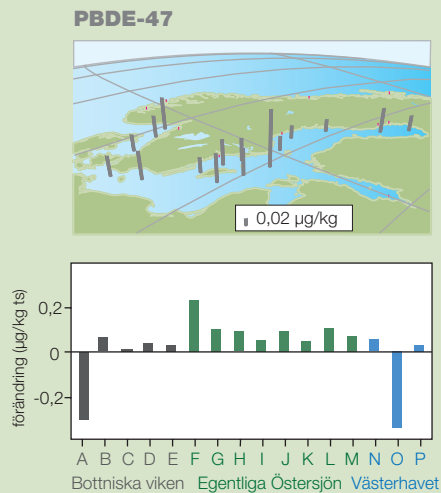 PBDE-47
0,02 µg/kg
förändring (µg/kg ts)
0,2
0
-0,2
A B C D E F G H I J K L M N O P
Bottniska viken Egentliga Östersjön Västerhavet